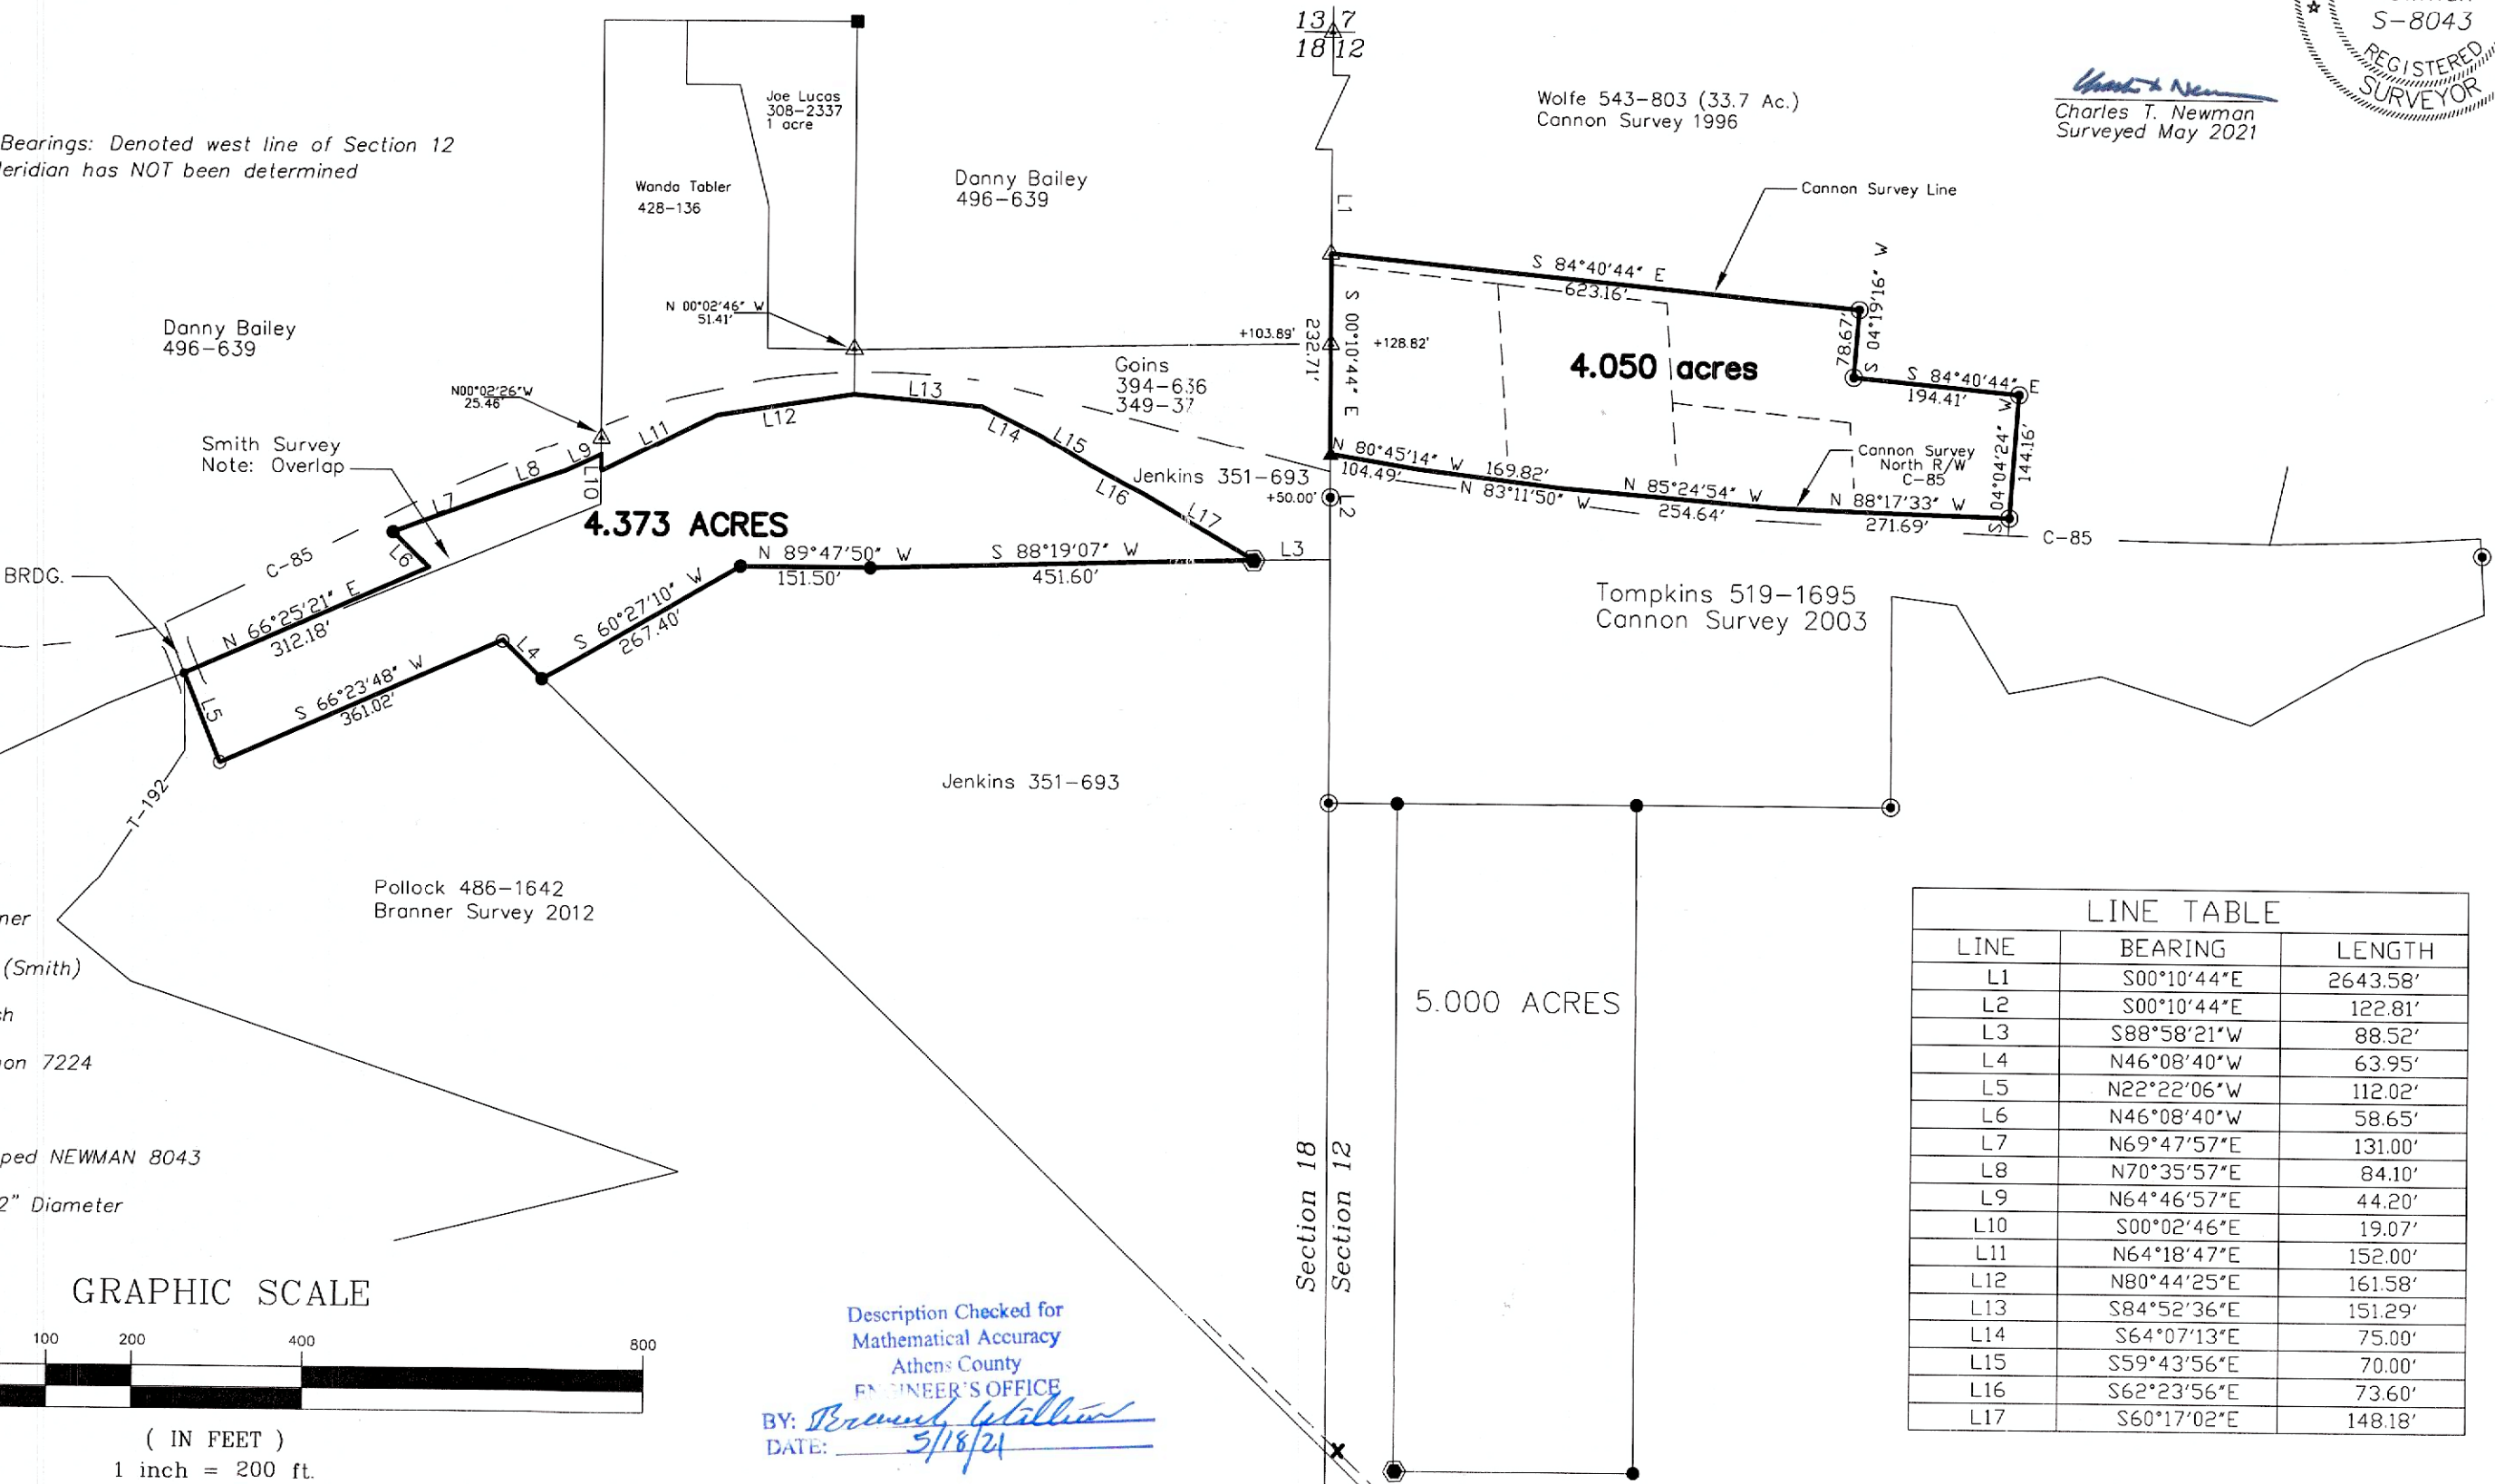 13 7
18 12
S-8043
REGISTERED
SURVEYOR
Charles T. Newman
Surveyed May 2021
Wolfe 543-803 (33.7 Ac.)
Cannon Survey 1996
Joe Lucas
308-2337
1 acre
Bearings: Denoted west line of Section 12
Meridian has NOT been determined
Wanda Tabler
428-136
Danny Bailey
496-639
L1
Cannon Survey Line
S 84°40'44" E
623.16'
78.67'
S 04°19'16" W
N 00°02'46" W
51.41'
Danny Bailey
496-639
+103.89'
232.71'
S 00°10'44" E
+128.82'
4.050 acres
S 84°40'44" E
194.41'
Goins
394-636
349-37
N00°02'26"W
25.46'
L13
L12
L11
L14
L15
Smith Survey
Note: Overlap
L9
L8
L10
L7
Jenkins 351-693
+50.00'
L16
L17
L2
N 80°45'14" W
104.49'
169.82'
N 83°11'50" W
N 85°24'54" W
254.64'
Cannon Survey
North R/W
C-85
N 88°17'33" W
271.69'
S 04°04'24" W
144.16'
C-85
4.373 ACRES
L6
C-85
BRDG.
N 89°47'50" W
151.50'
S 88°19'07" W
451.60'
L3
N 66°25'21" E
312.18'
S 60°27'10" W
267.40'
L4
L5
S 66°23'48" W
361.02'
Tompkins 519-1695
Cannon Survey 2003
T-192
Jenkins 351-693
Pollock 486-1642
Branner Survey 2012
ner
(Smith)
sh
on 7224
ped NEWMAN 8043
2" Diameter
5.000 ACRES
Section 18
Section 12
LINE TABLE
LINE BEARING LENGTH
L1 S00°10'44"E 2643.58'
L2 S00°10'44"E 122.81'
L3 S88°58'21"W 88.52'
L4 N46°08'40"W 63.95'
L5 N22°22'06"W 112.02'
L6 N46°08'40"W 58.65'
L7 N69°47'57"E 131.00'
L8 N70°35'57"E 84.10'
L9 N64°46'57"E 44.20'
L10 S00°02'46"E 19.07'
L11 N64°18'47"E 152.00'
L12 N80°44'25"E 161.58'
L13 S84°52'36"E 151.29'
L14 S64°07'13"E 75.00'
L15 S59°43'56"E 70.00'
L16 S62°23'56"E 73.60'
L17 S60°17'02"E 148.18'
GRAPHIC SCALE
100 200 400 800
( IN FEET )
1 inch = 200 ft.
Description Checked for
Mathematical Accuracy
Athens County
ENGINEER'S OFFICE
BY:
DATE: 5/18/21